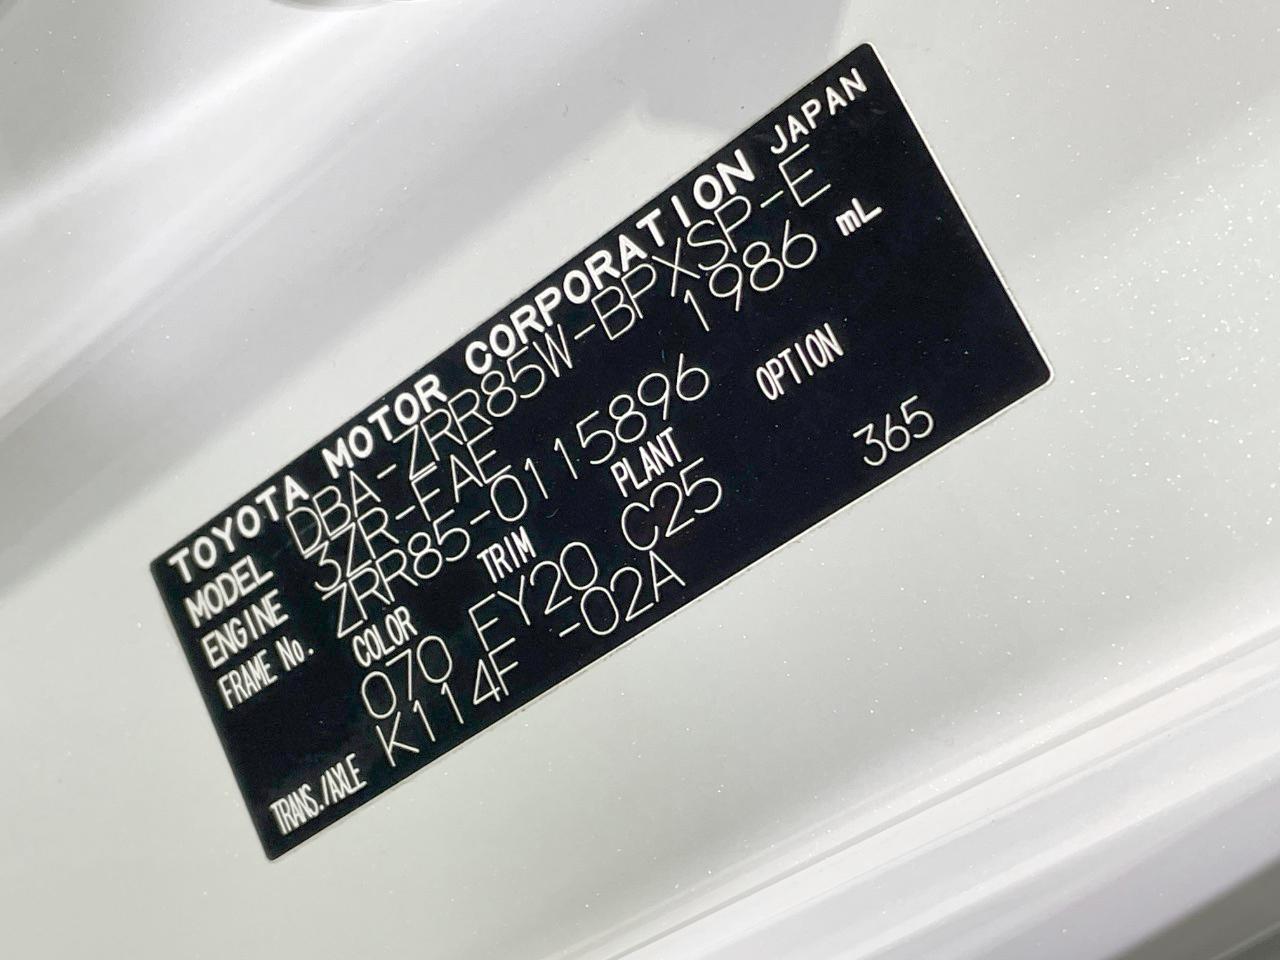 TOYOTA MOTOR CORPORATION JAPAN
MODEL DBA-ZRR85W-BPXSP-E
ENGINE 3ZR-FAE 1986 mL
FRAME No. ZRR85-0115896
COLOR TRIM PLANT OPTION
070 FY20 C25 365
TRANS./AXLE K114F -02A